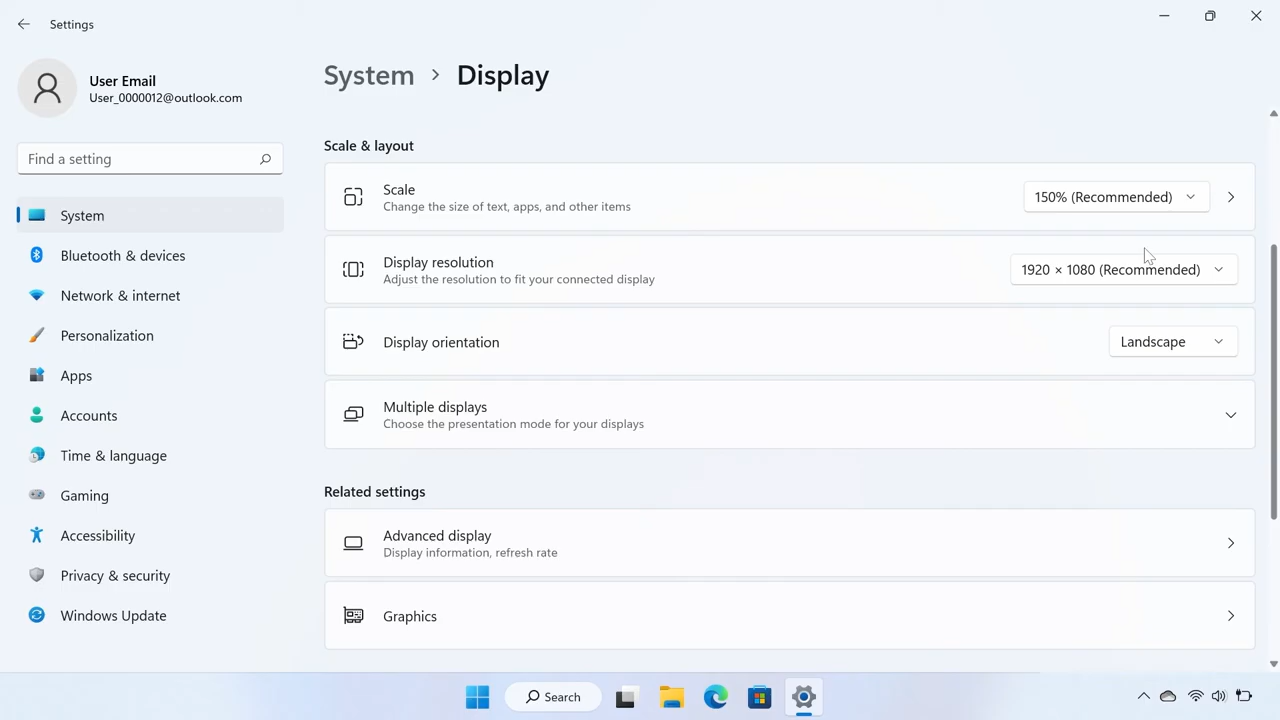 Settings
User Email
User_0000012@outlook.com
Find a setting
System
Bluetooth & devices
Network & internet
Personalization
Apps
Accounts
Time & language
Gaming
Accessibility
Privacy & security
Windows Update
System > Display
Scale & layout
Scale
Change the size of text, apps, and other items
150% (Recommended)
Display resolution
Adjust the resolution to fit your connected display
1920 × 1080 (Recommended)
Display orientation
Landscape
Multiple displays
Choose the presentation mode for your displays
Related settings
Advanced display
Display information, refresh rate
Graphics
Search